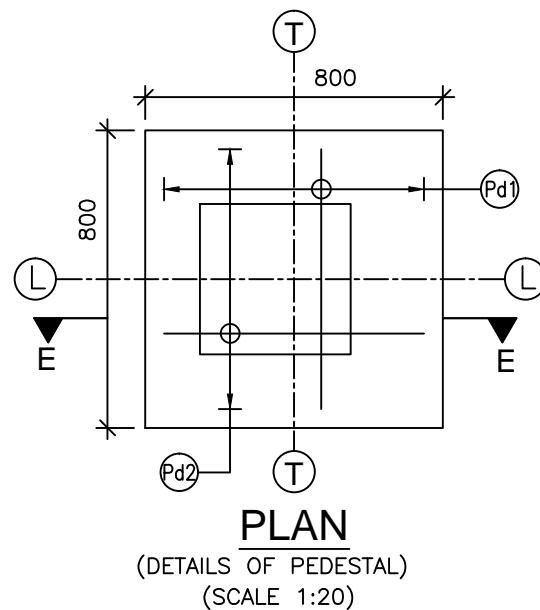 T
800
800
Pd1
L
L
E
E
Pd2
T
PLAN
(DETAILS OF PEDESTAL)
(SCALE 1:20)